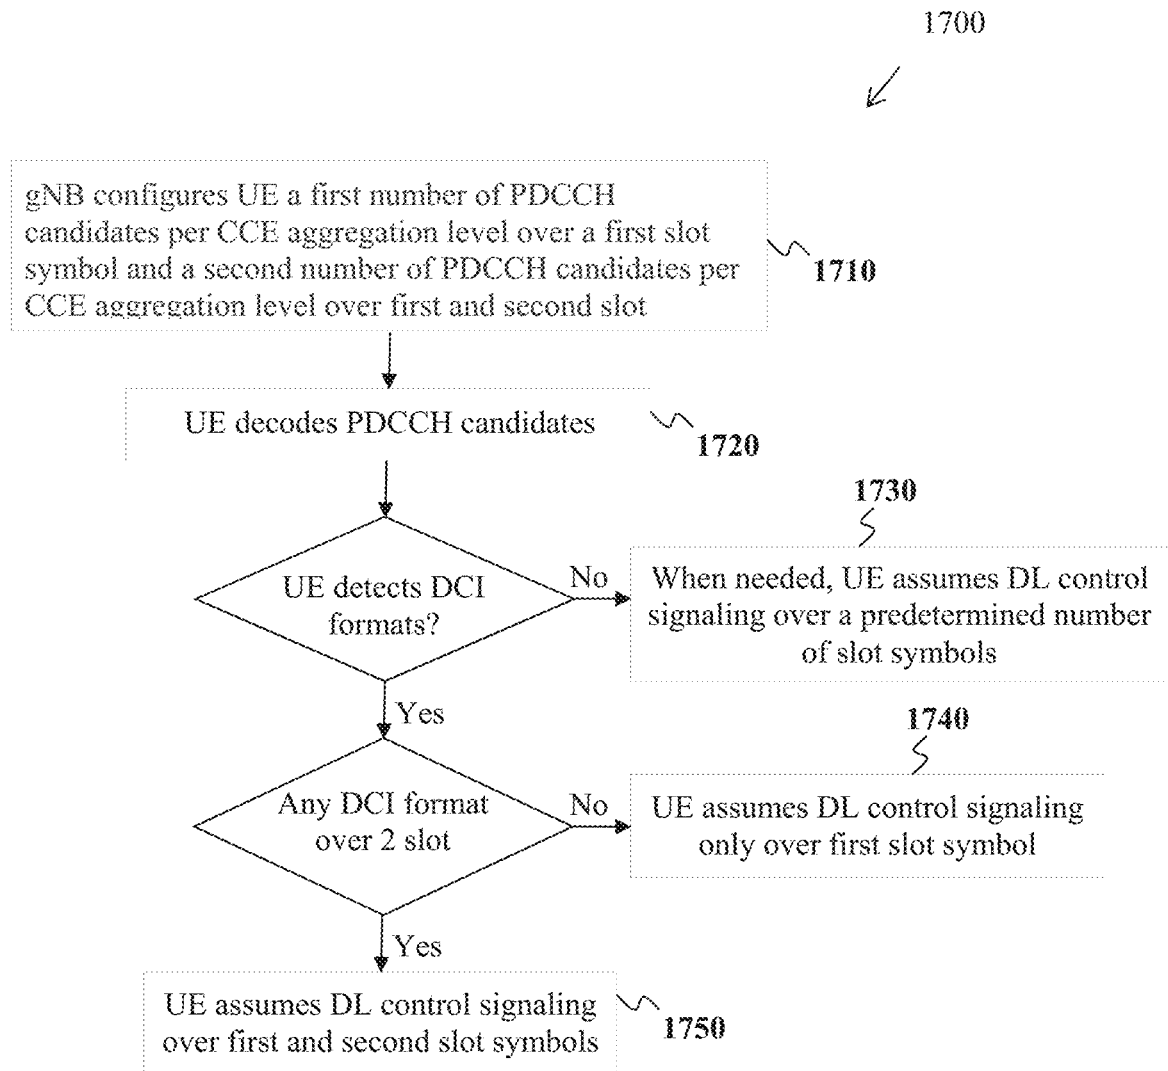 1700
gNB configures UE a first number of PDCCH
candidates per CCE aggregation level over a first slot
symbol and a second number of PDCCH candidates per
CCE aggregation level over first and second slot
1710
UE decodes PDCCH candidates
1720
1730
UE detects DCI
formats?
No
When needed, UE assumes DL control
signaling over a predetermined number
of slot symbols
Yes
1740
Any DCI format
over 2 slot
No
UE assumes DL control signaling
only over first slot symbol
Yes
UE assumes DL control signaling
over first and second slot symbols
1750